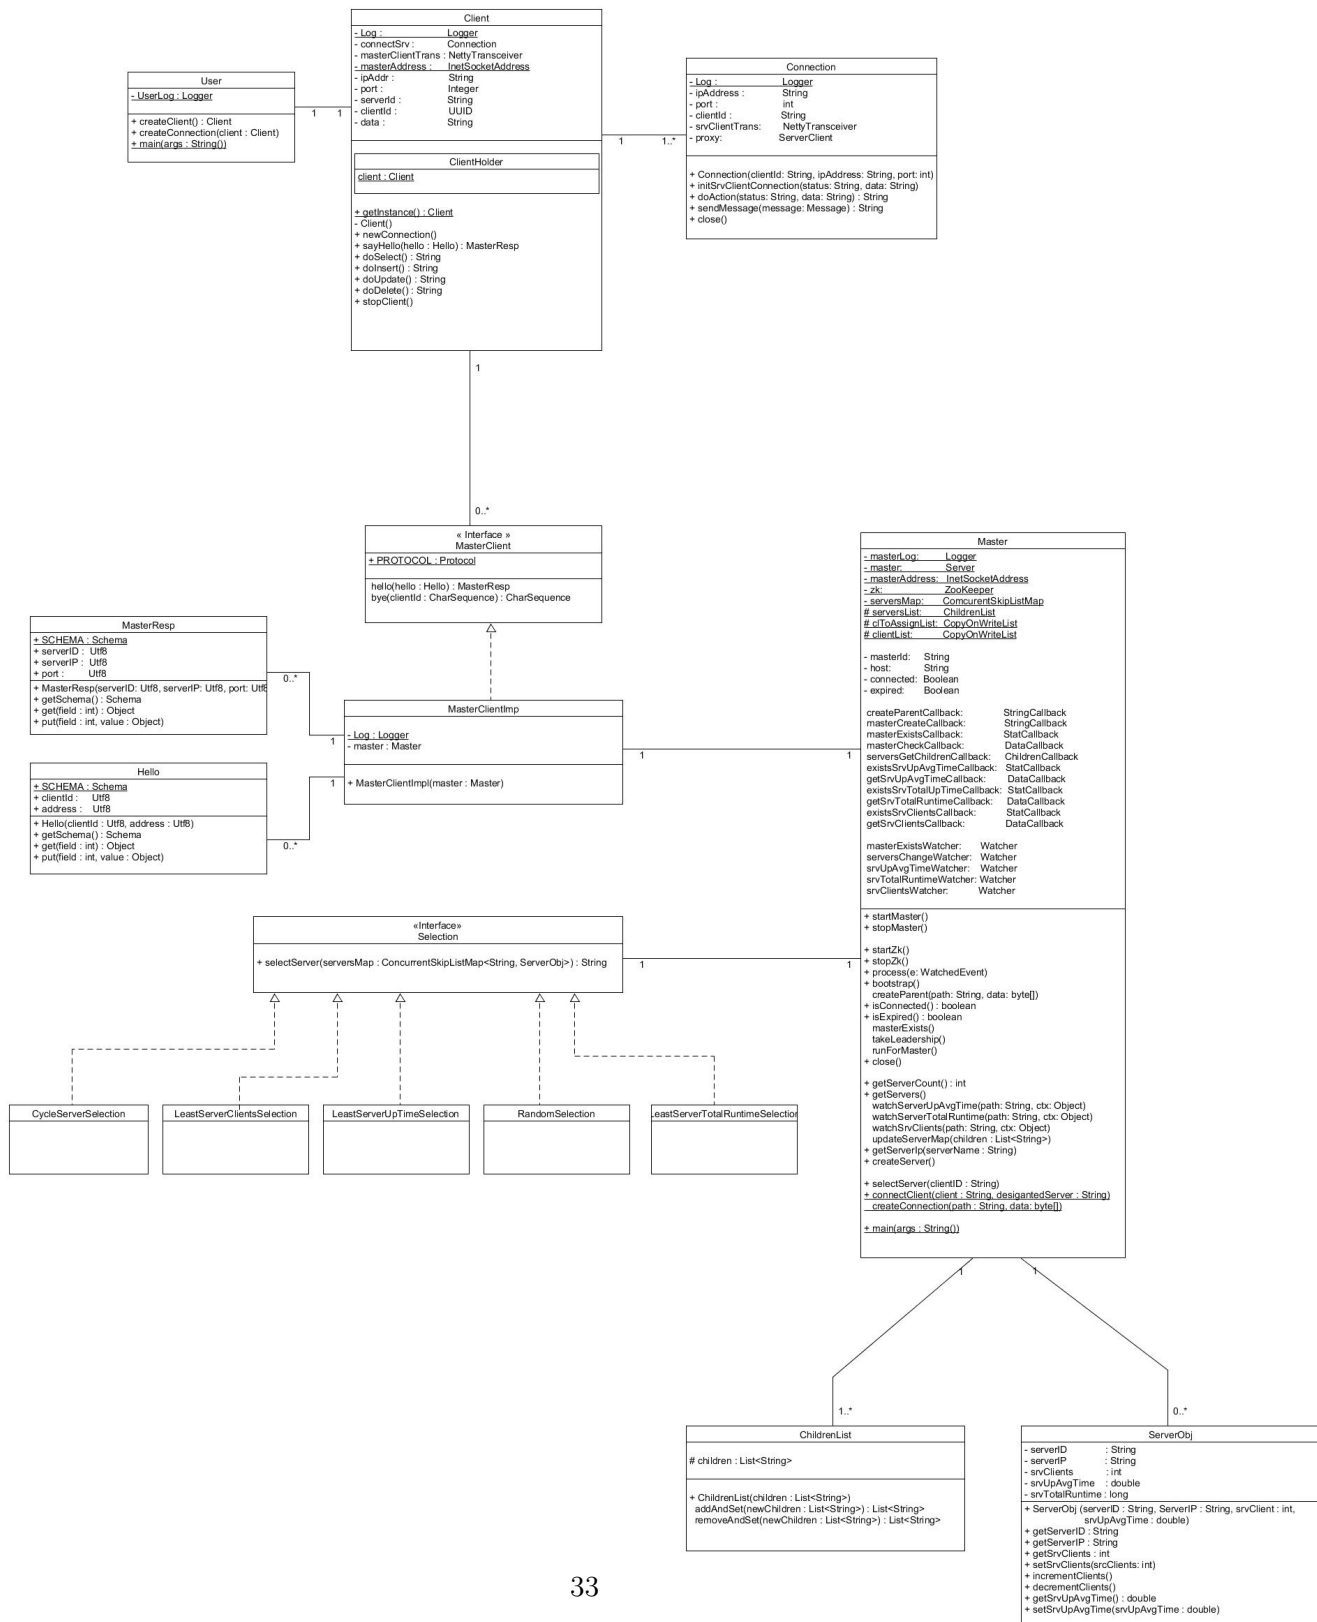 Client
- Log : Logger
- connectSrv : Connection
- masterClientTrans : NettyTransceiver
- masterAddress : InetSocketAddress
- ipAddr : String
- port : Integer
- serverId : String
- clientId : UUID
- data : String
ClientHolder
client : Client
+ getInstance() : Client
- Client()
+ newConnection()
+ sayHello(hello : Hello) : MasterResp
+ doSelect() : String
+ doInsert() : String
+ doUpdate() : String
+ doDelete() : String
+ stopClient()
User
- UserLog : Logger
+ createClient() : Client
+ createConnection(client : Client)
+ main(args : String())
1 1
Connection
- Log : Logger
- ipAddress : String
- port : int
- clientId : String
- srvClientTrans: NettyTransceiver
- proxy: ServerClient
+ Connection(clientId: String, ipAddress: String, port: int)
+ initSrvClientConnection(status: String, data: String)
+ doAction(status: String, data: String) : String
+ sendMessage(message: Message) : String
+ close()
1 1..*
1
0..*
« Interface »
MasterClient
+ PROTOCOL : Protocol
hello(hello : Hello) : MasterResp
bye(clientId : CharSequence) : CharSequence
MasterResp
+ SCHEMA : Schema
+ serverID : Utf8
+ serverIP : Utf8
+ port : Utf8
+ MasterResp(serverID: Utf8, serverIP: Utf8, port: Utf8
+ getSchema() : Schema
+ get(field : int) : Object
+ put(field : int, value : Object)
0..*
1
Hello
+ SCHEMA : Schema
+ clientId : Utf8
+ address : Utf8
+ Hello(clientId : Utf8, address : Utf8)
+ getSchema() : Schema
+ get(field : int) : Object
+ put(field : int, value : Object)
1
0..*
MasterClientImp
- Log : Logger
- master : Master
+ MasterClientImpl(master : Master)
1 1
Master
- masterLog: Logger
- master: Server
- masterAddress: InetSocketAddress
- zk: ZooKeeper
- serversMap: ComcurentSkipListMap
# serversList: ChildrenList
# clToAssignList: CopyOnWriteList
# clientList: CopyOnWriteList
- masterId: String
- host: String
- connected: Boolean
- expired: Boolean
createParentCallback: StringCallback
masterCreateCallback: StringCallback
masterExistsCallback: StatCallback
masterCheckCallback: DataCallback
serversGetChildrenCallback: ChildrenCallback
existsSrvUpAvgTimeCallback: StatCallback
getSrvUpAvgTimeCallback: DataCallback
existsSrvTotalUpTimeCallback: StatCallback
getSrvTotalRuntimeCallback: DataCallback
existsSrvClientsCallback: StatCallback
getSrvClientsCallback: DataCallback
masterExistsWatcher: Watcher
serversChangeWatcher: Watcher
srvUpAvgTimeWatcher: Watcher
srvTotalRuntimeWatcher: Watcher
srvClientsWatcher: Watcher
+ startMaster()
+ stopMaster()
+ startZk()
+ stopZk()
+ process(e: WatchedEvent)
+ bootstrap()
createParent(path: String, data: byte[])
+ isConnected() : boolean
+ isExpired() : boolean
masterExists()
takeLeadership()
runForMaster()
+ close()
+ getServerCount() : int
+ getServers()
watchServerUpAvgTime(path: String, ctx: Object)
watchServerTotalRuntime(path: String, ctx: Object)
watchSrvClients(path: String, ctx: Object)
updateServerMap(children : List<String>)
+ getServerIp(serverName : String)
+ createServer()
+ selectServer(clientID : String)
+ connectClient(client : String, desigantedServer : String)
createConnection(path : String, data: byte[])
+ main(args : String())
«Interface»
Selection
+ selectServer(serversMap : ConcurrentSkipListMap<String, ServerObj>) : String
1 1
CycleServerSelection
LeastServerClientsSelection
LeastServerUpTimeSelection
RandomSelection
LeastServerTotalRuntimeSelection
1 1
1..* 0..*
ChildrenList
# children : List<String>
+ ChildrenList(children : List<String>)
addAndSet(newChildren : List<String>) : List<String>
removeAndSet(newChildren : List<String>) : List<String>
ServerObj
- serverID : String
- serverIP : String
- srvClients : int
- srvUpAvgTime : double
- srvTotalRuntime : long
+ ServerObj (serverID : String, ServerIP : String, srvClient : int,
srvUpAvgTime : double)
+ getServerID : String
+ getServerIP : String
+ getSrvClients : int
+ setSrvClients(srcClients: int)
+ incrementClients()
+ decrementClients()
+ getSrvUpAvgTime() : double
+ setSrvUpAvgTime(srvUpAvgTime : double)
33